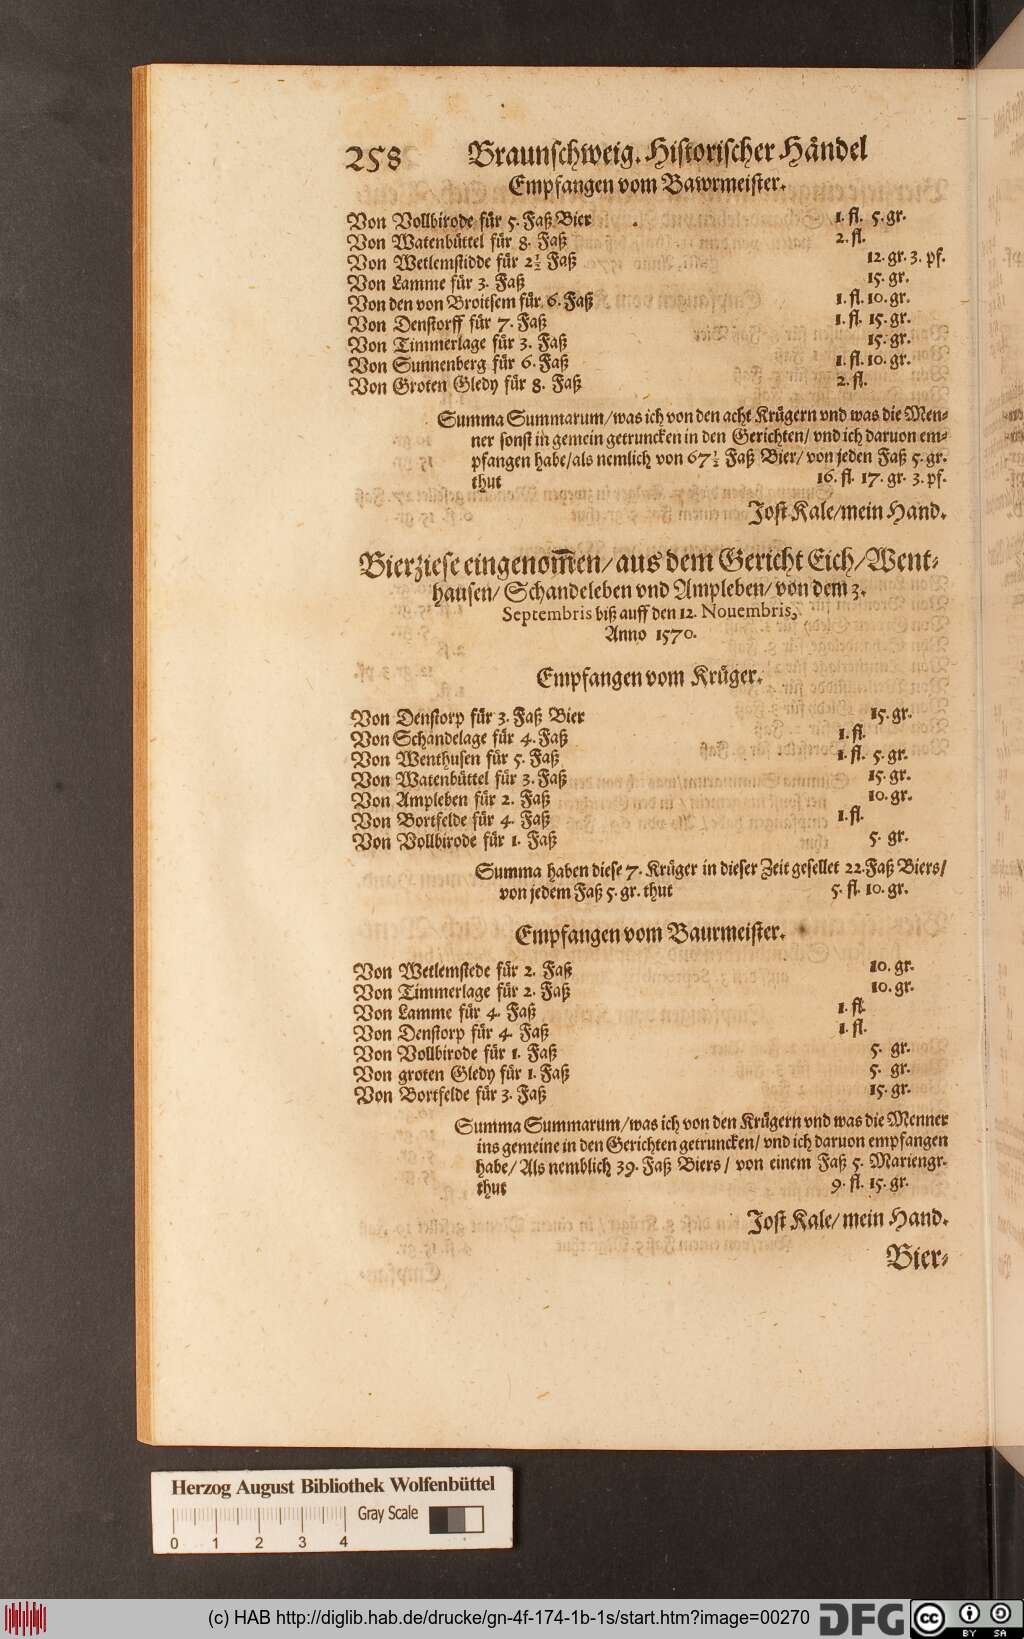 258 Braunschweig. Historischer Händel
Empfangen vom Bawrmeister.
Von Vollbirode für 5. Faß Bier 1. fl. 5. gr.
Von Watenbüttel für 8. Faß 2. fl.
Von Wetlemstidde für 2½ Faß 12. gr. 3. pf.
Von Lamme für 3. Faß 15. gr.
Von den von Broitsem für 6. Faß 1. fl. 10. gr.
Von Denstorff für 7. Faß 1. fl. 15. gr.
Von Timmerlage für 3. Faß 15. gr.
Von Sunnenberg für 6. Faß 1. fl. 10. gr.
Von Groten Gledy für 8. Faß 2. fl.
Summa Summarum/was ich von den acht Krügern vnd was die Men-
ner sonst in gemein getruncken in den Gerichten/ vnd ich daruon em-
pfangen habe/als nemlich von 67½ Faß Bier/ von jeden Faß 5. gr.
thut 16. fl. 17. gr. 3. pf.
Jost Kale/mein Hand.
Bierziese eingenom̃en/aus dem Gericht Eich/Went-
hausen/ Schandeleben vnd Ampleben/ von dem 3.
Septembris biß auff den 12. Nouembris,
Anno 1570.
Empfangen vom Krüger.
Von Denstorp für 3. Faß Bier 15. gr.
Von Schandelage für 4. Faß 1. fl.
Von Wenthusen für 5. Faß 1. fl. 5. gr.
Von Watenbüttel für 3. Faß 15. gr.
Von Ampleben für 2. Faß 10. gr.
Von Bortfelde für 4. Faß 1. fl.
Von Vollbirode für 1. Faß 5. gr.
Summa haben diese 7. Krüger in dieser Zeit gesellet 22. Faß Biers/
von jedem Faß 5. gr. thut 5. fl. 10. gr.
Empfangen vom Baurmeister.
Von Wetlemstede für 2. Faß 10. gr.
Von Timmerlage für 2. Faß 10. gr.
Von Lamme für 4. Faß 1. fl.
Von Denstorp für 4. Faß 1. fl.
Von Vollbirode für 1. Faß 5. gr.
Von groten Gledy für 1. Faß 5. gr.
Von Bortfelde für 3. Faß 15. gr.
Summa Summarum/was ich von den Krügern vnd was die Menner
ins gemeine in den Gerichten getruncken/ vnd ich daruon empfangen
habe/ Als nemblich 39. Faß Biers/ von einem Faß 5. Mariengr.
thut 9. fl. 15. gr.
Jost Kale/mein Hand.
Bier-
Herzog August Bibliothek Wolfenbüttel
Gray Scale
0 1 2 3 4
(c) HAB http://diglib.hab.de/drucke/gn-4f-174-1b-1s/start.htm?image=00270 DFG cc BY SA